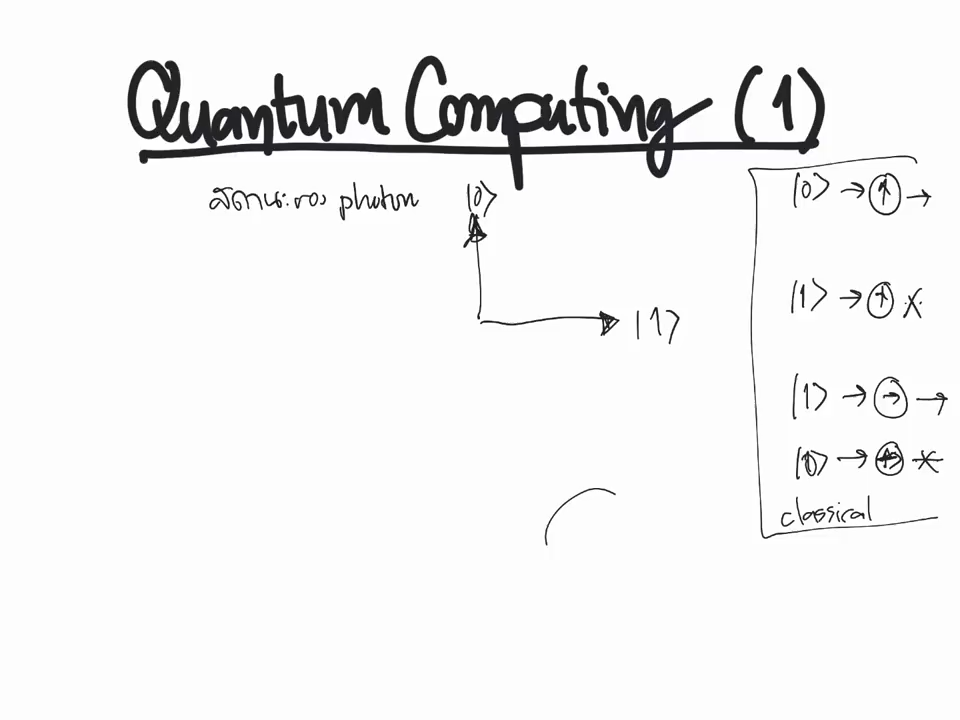 Quantum Computing (1)
สถานะของ photon
|0⟩
|1⟩
|0⟩ → ↑ →
|1⟩ → ↑ ×
|1⟩ → → →
|0⟩ → → ×
classical